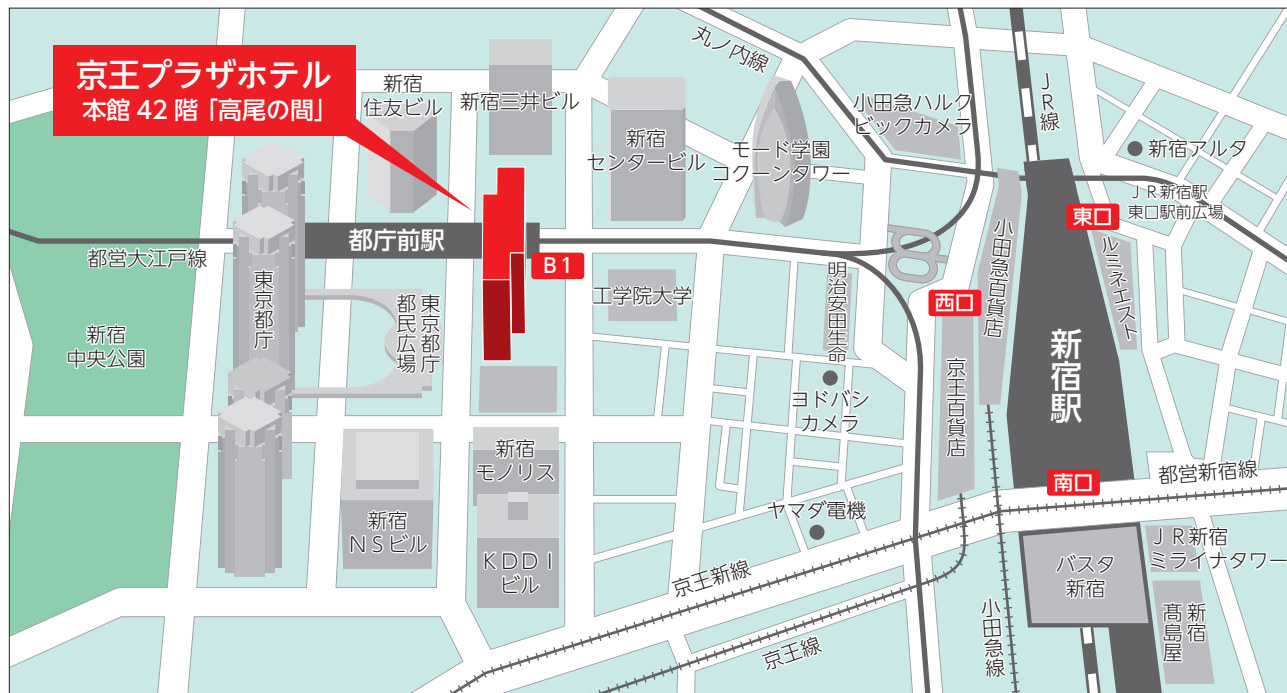 京王プラザホテル
本館 42 階「高尾の間」
新宿
住友ビル
新宿三井ビル
新宿
センタービル
モード学園
コクーンタワー
丸ノ内線
小田急ハルク
ビックカメラ
ＪＲ線
新宿アルタ
ＪＲ新宿駅
東口駅前広場
東口
ルミネエスト
都営大江戸線
都庁前駅
B1
東京都庁
東京都庁
都民広場
新宿
中央公園
工学院大学
明治安田生命
西口
小田急百貨店
京王百貨店
新宿駅
ヨドバシ
カメラ
新宿
モノリス
新宿
ＮＳビル
ＫＤＤＩ
ビル
ヤマダ電機
南口
都営新宿線
京王新線
京王線
小田急線
バスタ
新宿
ＪＲ新宿
ミライナタワー
新宿
髙島屋